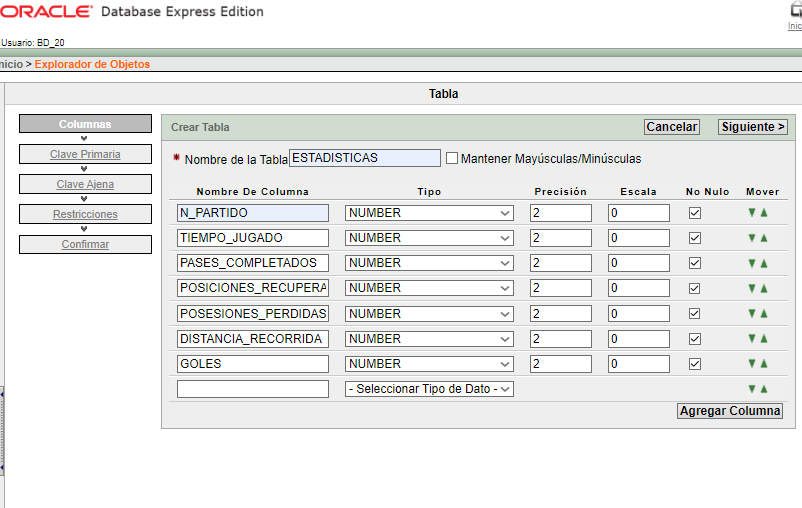 ORACLE Database Express Edition
Usuario: BD_20
nicio > Explorador de Objetos
Tabla
Columnas
Clave Primaria
Clave Ajena
Restricciones
Confirmar
Crear Tabla Cancelar Siguiente >
* Nombre de la Tabla ESTADISTICAS Mantener Mayúsculas/Minúsculas
Nombre De Columna Tipo Precisión Escala No Nulo Mover
N_PARTIDO NUMBER 2 0
TIEMPO_JUGADO NUMBER 2 0
PASES_COMPLETADOS NUMBER 2 0
POSICIONES_RECUPERA NUMBER 2 0
POSESIONES_PERDIDAS NUMBER 2 0
DISTANCIA_RECORRIDA NUMBER 2 0
GOLES NUMBER 2 0
- Seleccionar Tipo de Dato -
Agregar Columna